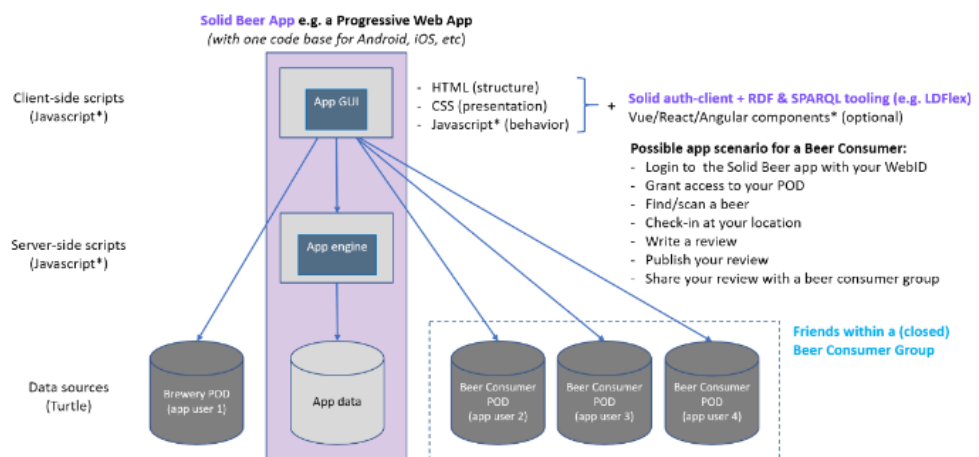 Solid Beer App e.g. a Progressive Web App
(with one code base for Android, iOS, etc)
Client-side scripts
(Javascript*)
App GUI
- HTML (structure)
- CSS (presentation)
- Javascript* (behavior)
+
Solid auth-client + RDF & SPARQL tooling (e.g. LDFlex)
Vue/React/Angular components* (optional)
Possible app scenario for a Beer Consumer:
- Login to the Solid Beer app with your WebID
- Grant access to your POD
- Find/scan a beer
- Check-in at your location
- Write a review
- Publish your review
- Share your review with a beer consumer group
Server-side scripts
(Javascript*)
App engine
Friends within a (closed)
Beer Consumer Group
Data sources
(Turtle)
Brewery POD
(app user 1)
App data
Beer Consumer
POD
(app user 2)
Beer Consumer
POD
(app user 3)
Beer Consumer
POD
(app user 4)